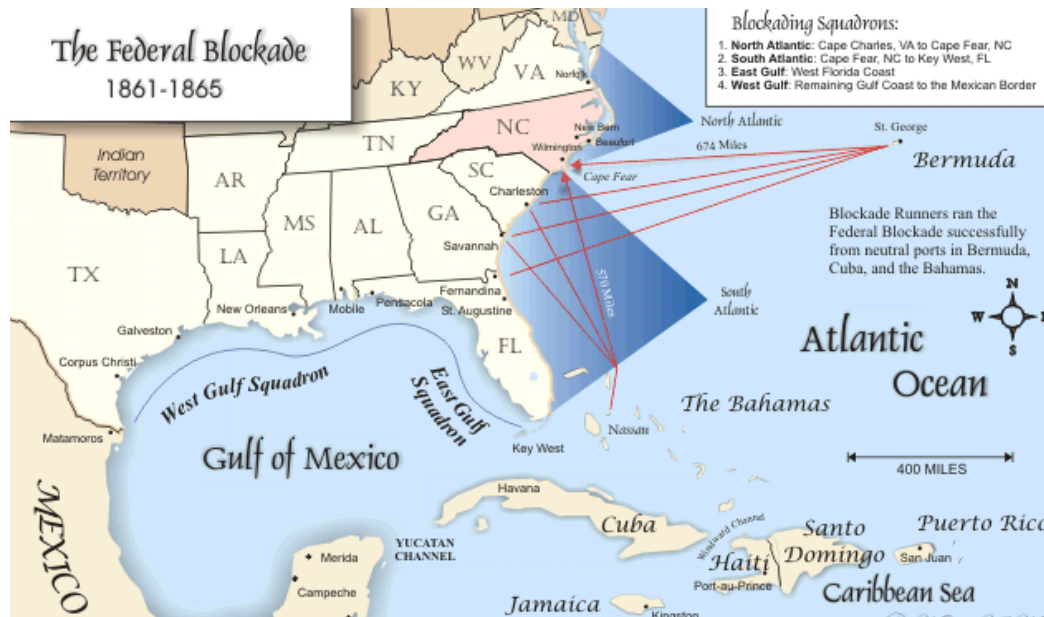 The Federal Blockade
1861-1865
Blockading Squadrons:
1. North Atlantic: Cape Charles, VA to Cape Fear, NC
2. South Atlantic: Cape Fear, NC to Key West, FL
3. East Gulf: West Florida Coast
4. West Gulf: Remaining Gulf Coast to the Mexican Border
MD
WV
VA
KY
Norfolk
North Atlantic
St. George
Bermuda
674 Miles
NC
New Bern
Beaufort
Wilmington
Cape Fear
TN
Indian
Territory
AR
SC
Charleston
MS
AL
GA
Savannah
Blockade Runners ran the
Federal Blockade successfully
from neutral ports in Bermuda,
Cuba, and the Bahamas.
N
W
S
TX
LA
570 Miles
South
Atlantic
Fernandina
St. Augustine
New Orleans
Mobile
Pensacola
Galveston
FL
Corpus Christi
West Gulf Squadron
East Gulf
Squadron
Atlantic
Ocean
The Bahamas
Nassau
Matamoros
Key West
Gulf of Mexico
400 MILES
MEXICO
Havana
Cuba
Windward Channel
Santo
Domingo
Puerto Rico
San Juan
YUCATAN
CHANNEL
Merida
Haiti
Port-au-Prince
Campeche
Caribbean Sea
Jamaica
Kingston